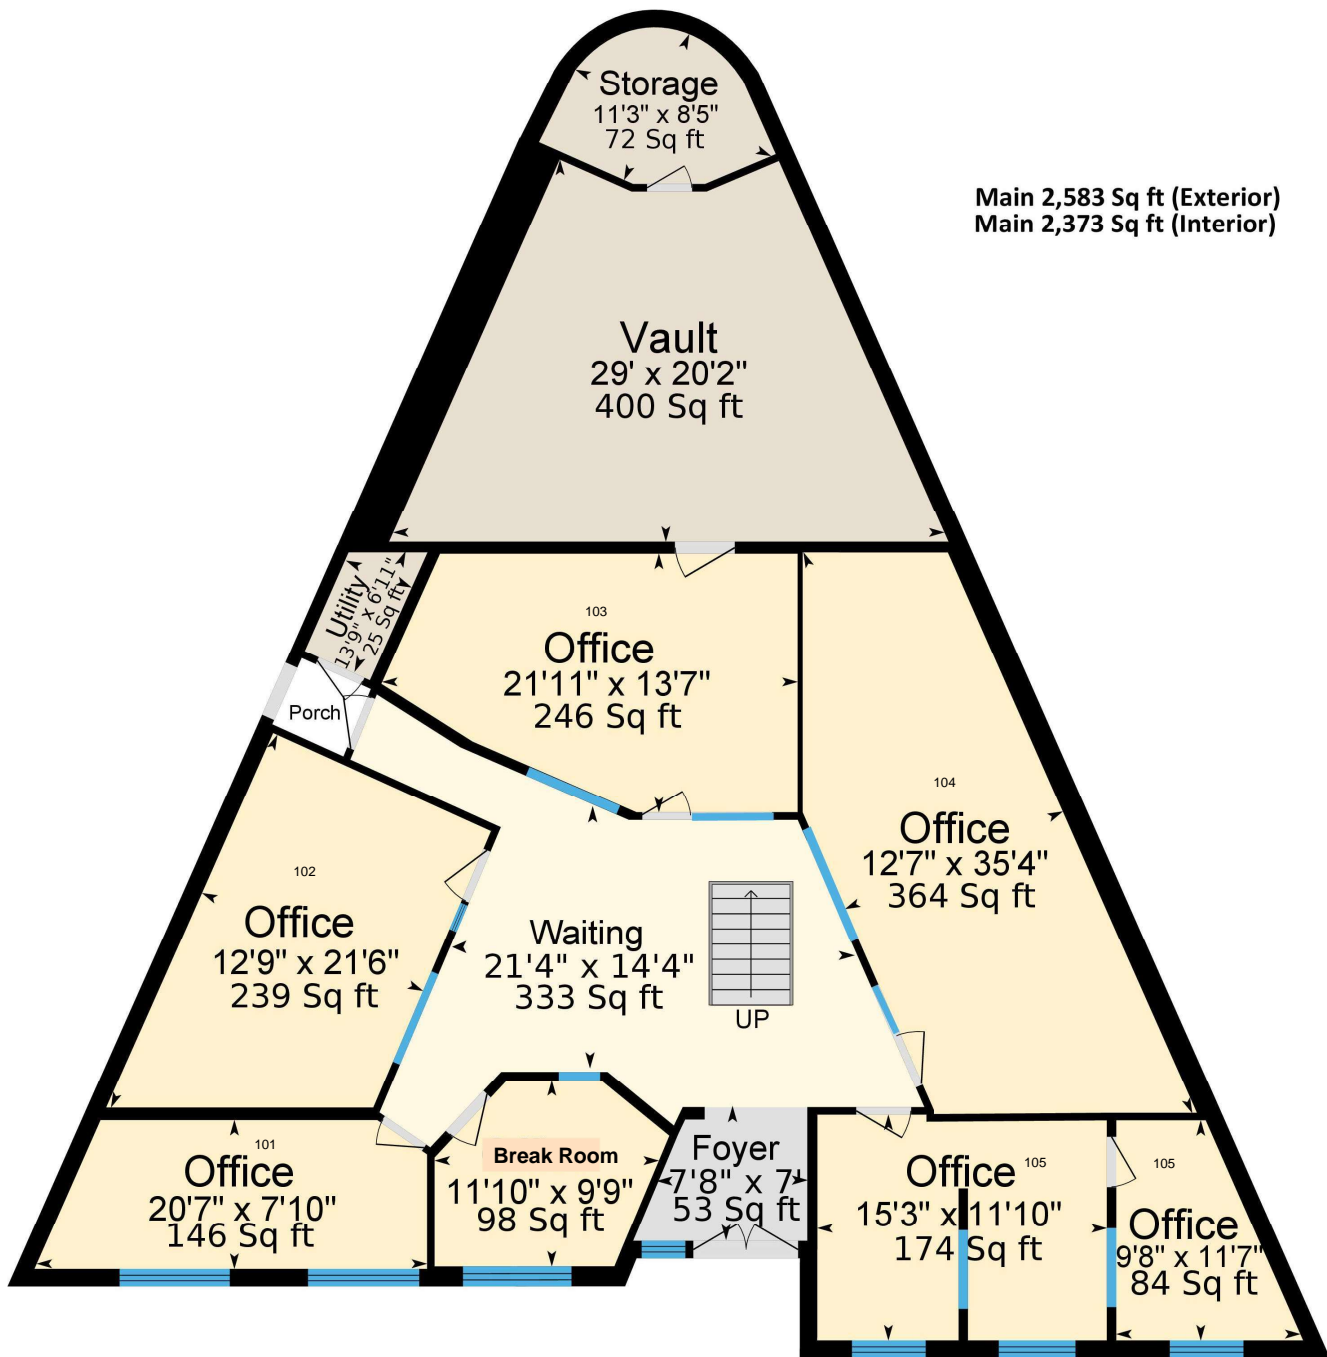 Storage
11'3" x 8'5"
72 Sq ft
Main 2,583 Sq ft (Exterior)
Main 2,373 Sq ft (Interior)
Vault
29' x 20'2"
400 Sq ft
Utility
13'9" x 6'11"
25 Sq ft
103
Office
21'11" x 13'7"
246 Sq ft
Porch
104
Office
12'7" x 35'4"
364 Sq ft
102
Office
12'9" x 21'6"
239 Sq ft
Waiting
21'4" x 14'4"
333 Sq ft
UP
101
Office
20'7" x 7'10"
146 Sq ft
Break Room
11'10" x 9'9"
98 Sq ft
Foyer
7'8" x 7'
53 Sq ft
Office 105
15'3" x 11'10"
174 Sq ft
105
Office
9'8" x 11'7"
84 Sq ft